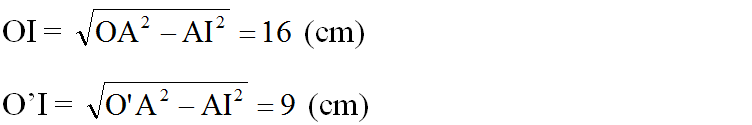 OI = √(OA² − AI²) = 16 (cm)
O’I = √(O'A² − AI²) = 9 (cm)